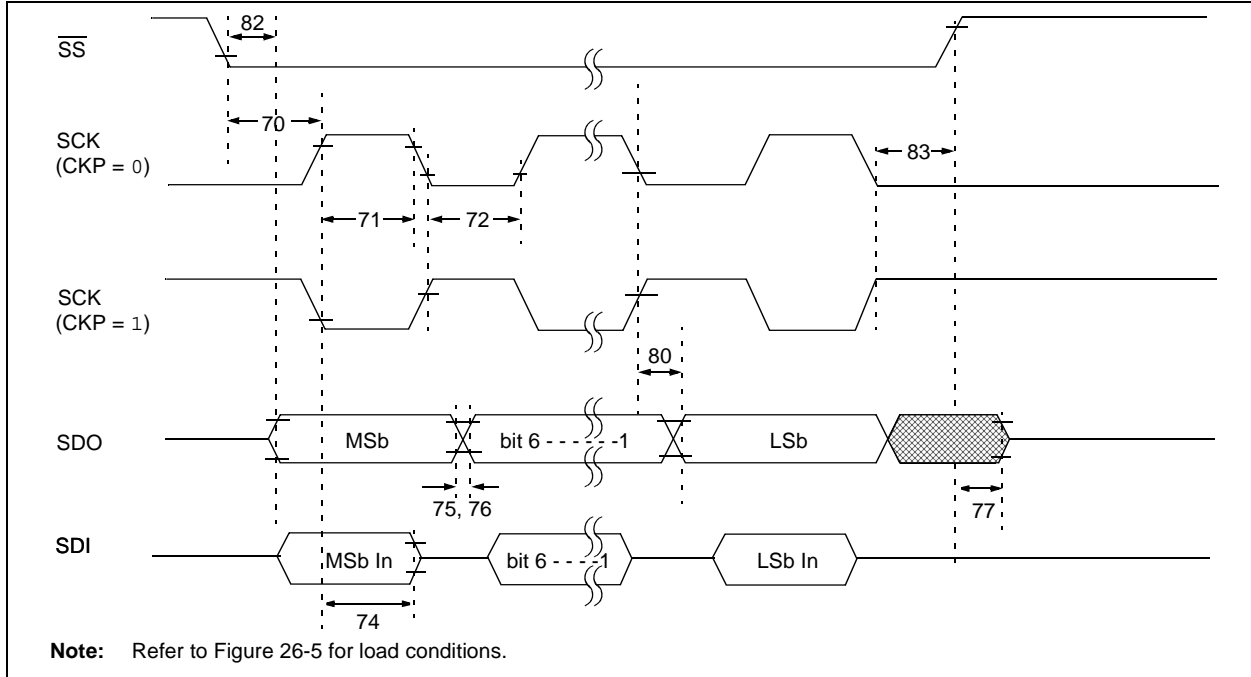 82
SS
70
SCK
(CKP = 0)
83
71
72
SCK
(CKP = 1)
80
SDO
MSb
bit 6 - - - - - -1
LSb
75, 76
77
SDI
MSb In
bit 6 - - - -1
LSb In
74
Note: Refer to Figure 26-5 for load conditions.